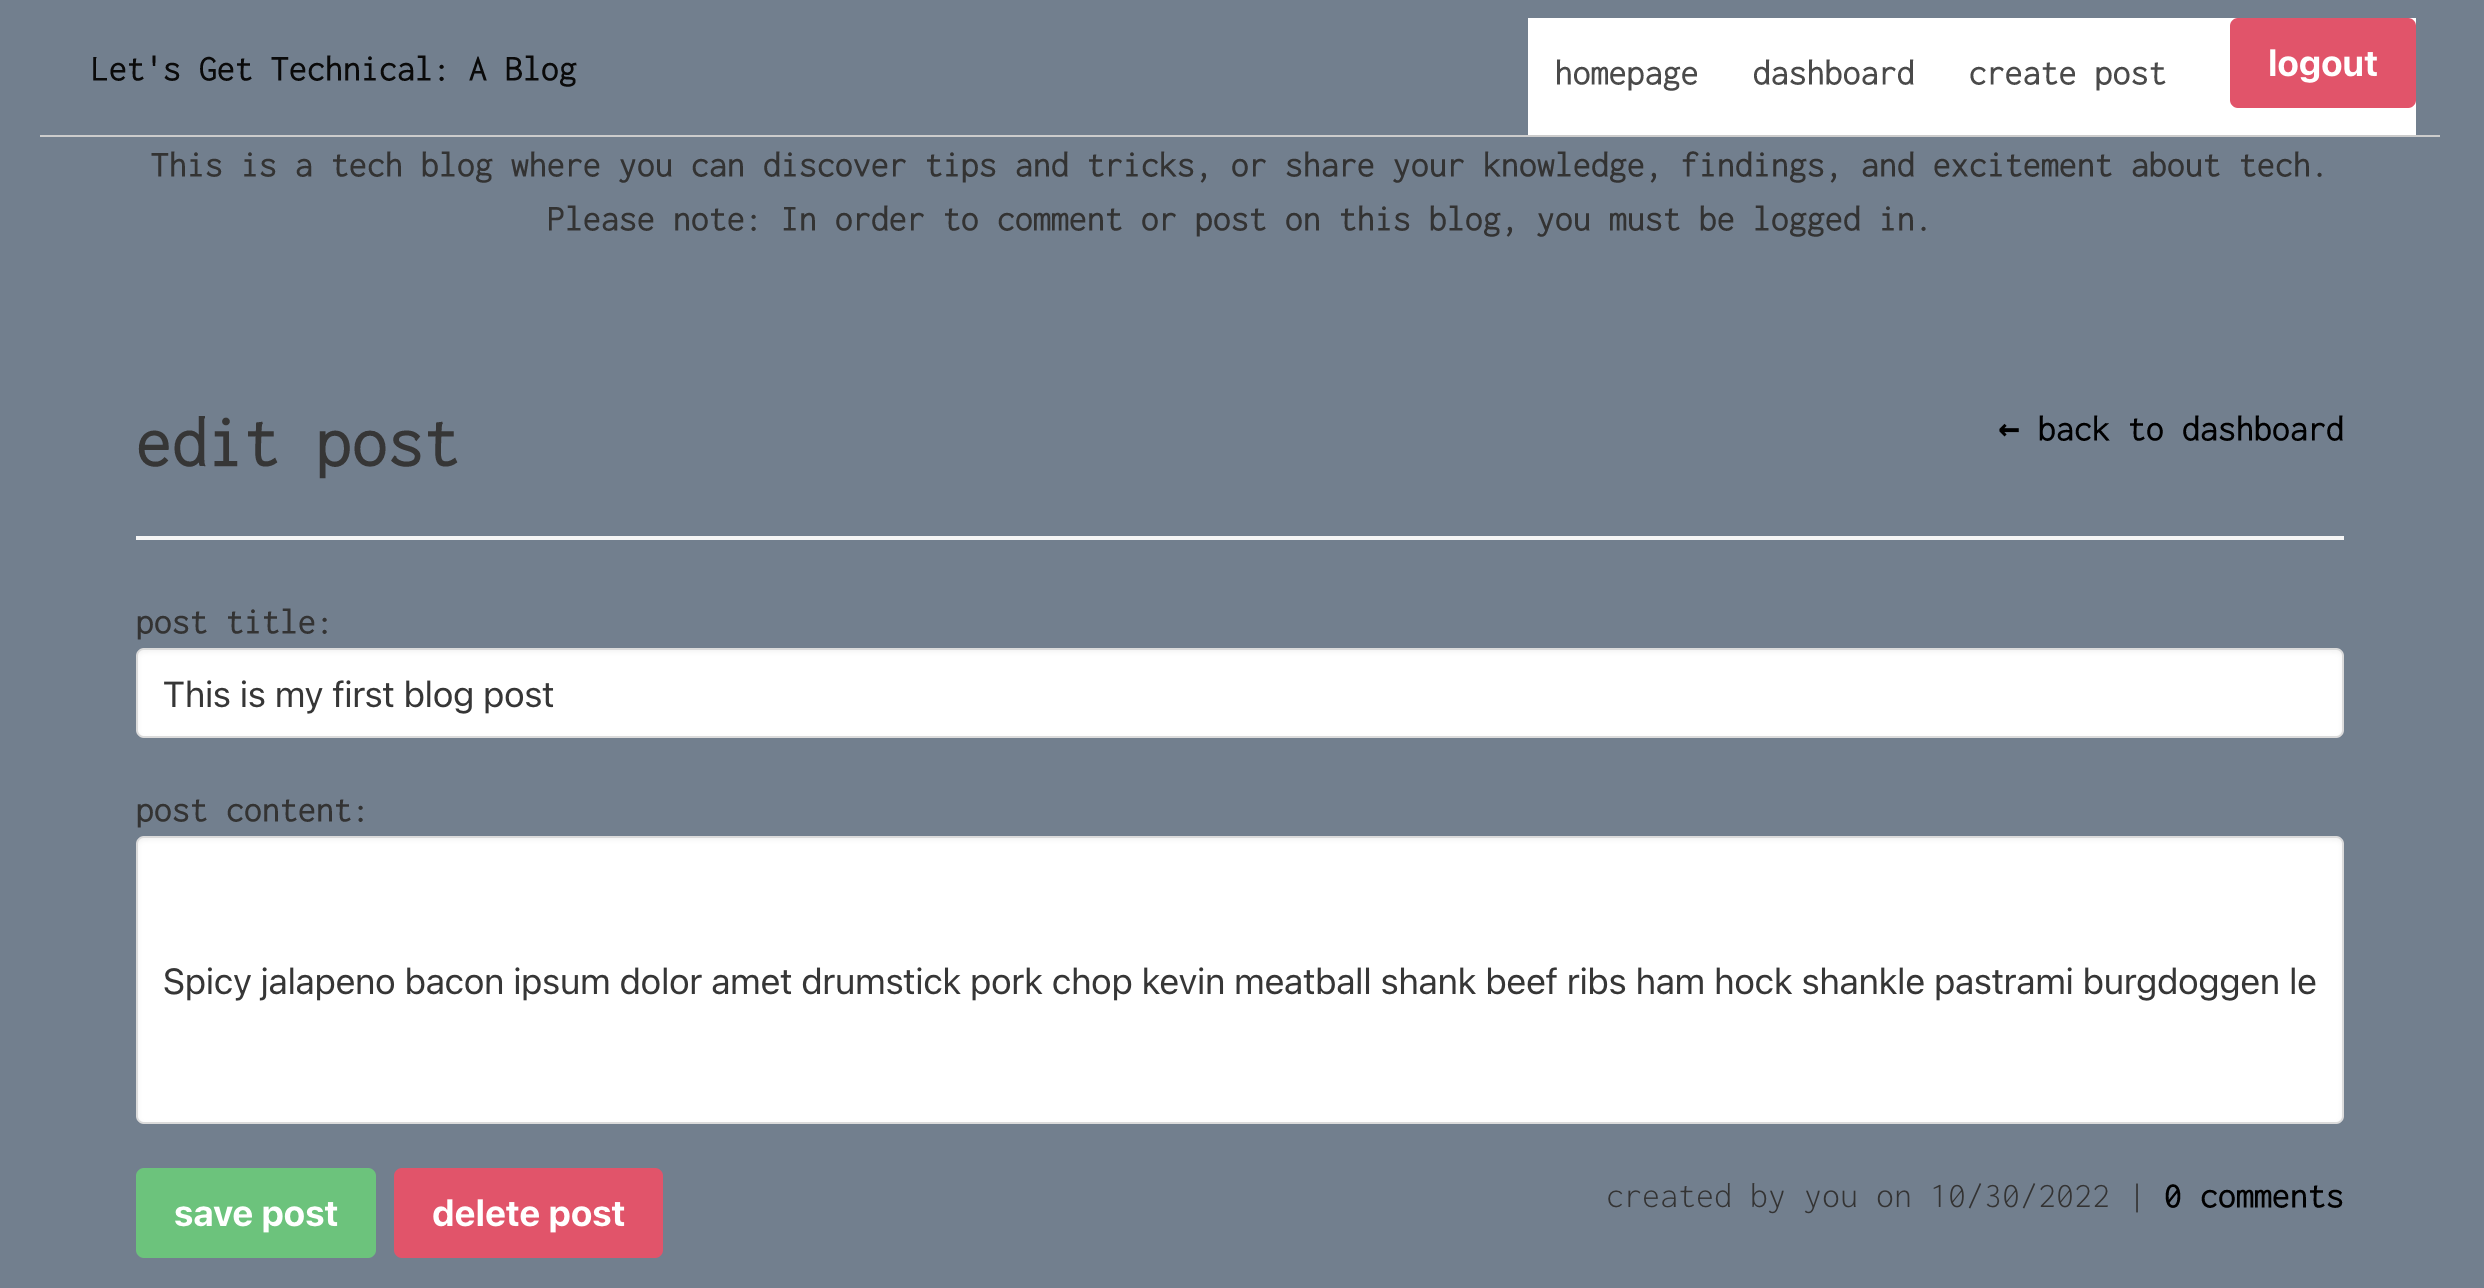 Let's Get Technical: A Blog
homepage dashboard create post logout
This is a tech blog where you can discover tips and tricks, or share your knowledge, findings, and excitement about tech.
Please note: In order to comment or post on this blog, you must be logged in.
edit post
← back to dashboard
post title:
This is my first blog post
post content:
Spicy jalapeno bacon ipsum dolor amet drumstick pork chop kevin meatball shank beef ribs ham hock shankle pastrami burgdoggen le
save post delete post
created by you on 10/30/2022 | 0 comments